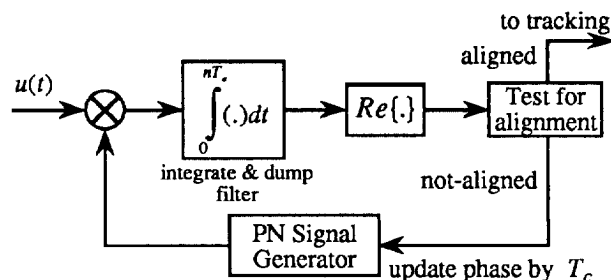 to tracking
aligned
u(t)
nT_c
∫(.)dt
0
Re{.}
Test for
alignment
integrate & dump
filter
not-aligned
PN Signal
Generator
update phase by T_c